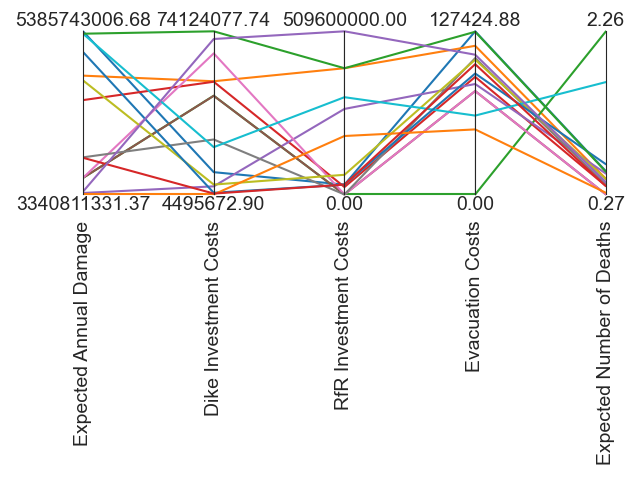 5385743006.68 74124077.74 509600000.00 127424.88 2.26
3340811331.37 4495672.90 0.00 0.00 0.27
Expected Annual Damage
Dike Investment Costs
RfR Investment Costs
Evacuation Costs
Expected Number of Deaths